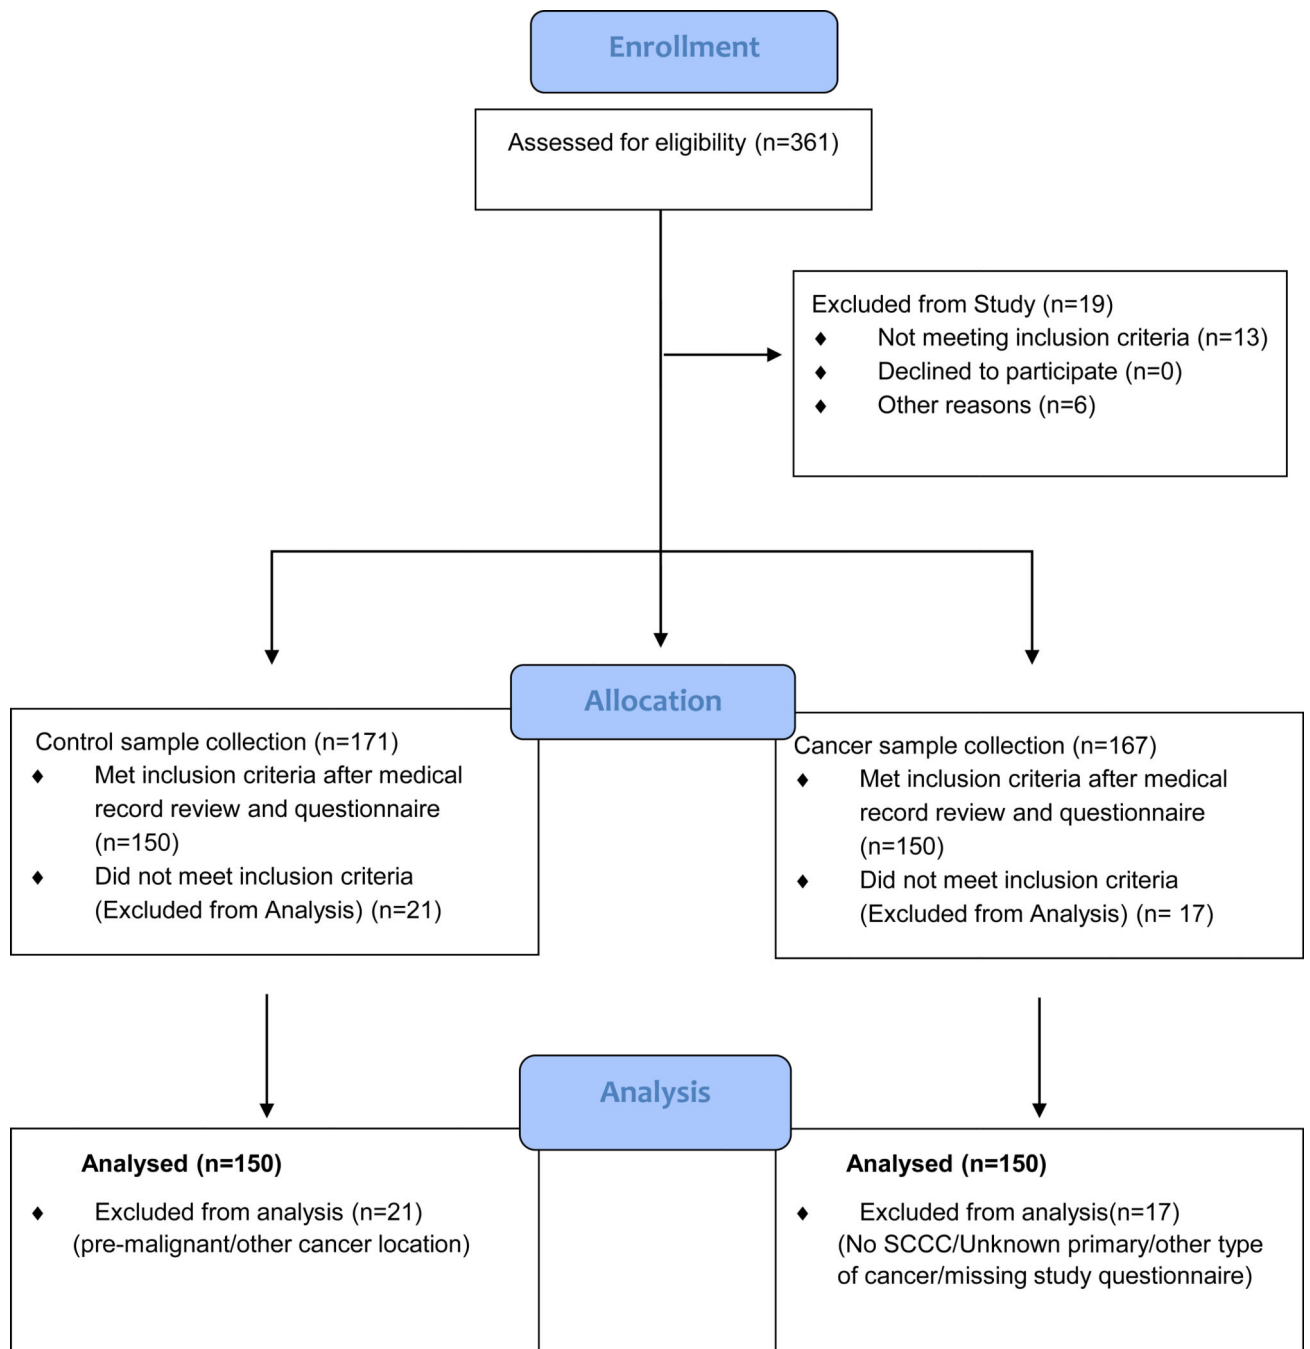 Enrollment
Assessed for eligibility (n=361)
Excluded from Study (n=19)
♦ Not meeting inclusion criteria (n=13)
♦ Declined to participate (n=0)
♦ Other reasons (n=6)
Allocation
Control sample collection (n=171)
♦ Met inclusion criteria after medical
record review and questionnaire
(n=150)
♦ Did not meet inclusion criteria
(Excluded from Analysis) (n=21)
Cancer sample collection (n=167)
♦ Met inclusion criteria after medical
record review and questionnaire
(n=150)
♦ Did not meet inclusion criteria
(Excluded from Analysis) (n= 17)
Analysis
Analysed (n=150)
♦ Excluded from analysis (n=21)
(pre-malignant/other cancer location)
Analysed (n=150)
♦ Excluded from analysis(n=17)
(No SCCC/Unknown primary/other type
of cancer/missing study questionnaire)